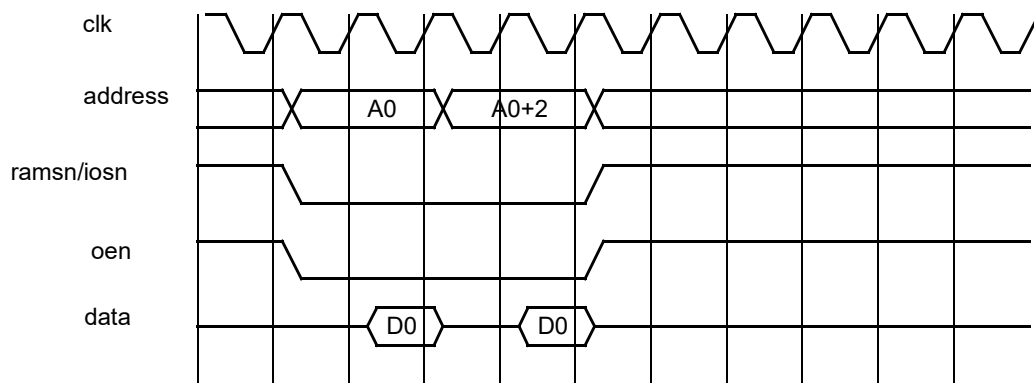 clk
address
A0
A0+2
ramsn/iosn
oen
data
D0
D0